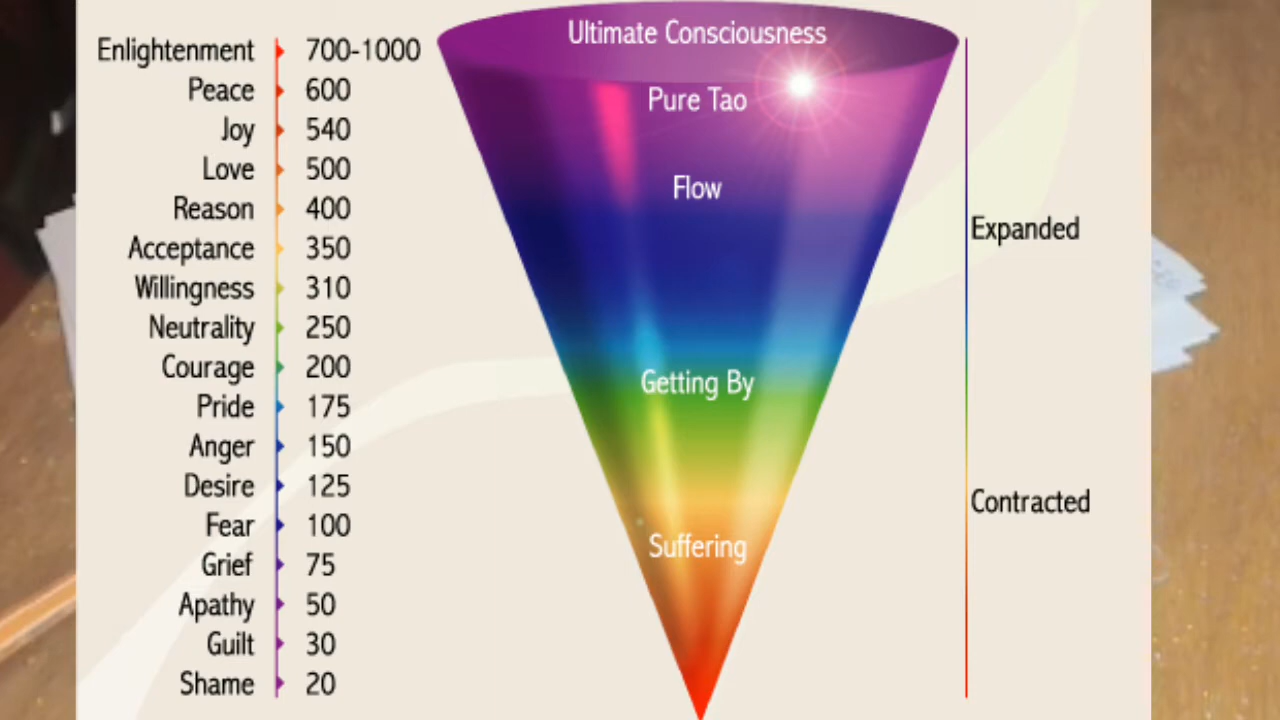 Enlightenment 700-1000
Peace 600
Joy 540
Love 500
Reason 400
Acceptance 350
Willingness 310
Neutrality 250
Courage 200
Pride 175
Anger 150
Desire 125
Fear 100
Grief 75
Apathy 50
Guilt 30
Shame 20
Ultimate Consciousness
Pure Tao
Flow
Getting By
Suffering
Expanded
Contracted